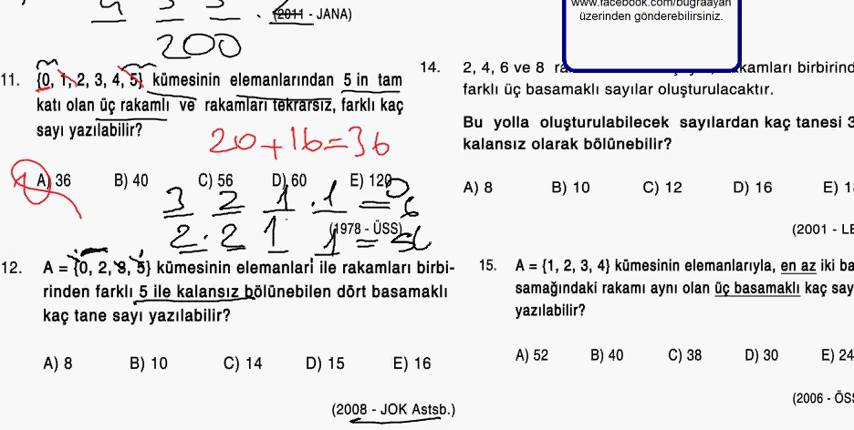 (2011 - JANA)
200
11. {0, 1, 2, 3, 4, 5} kümesinin elemanlarından 5 in tam
katı olan üç rakamlı ve rakamları tekrarsız, farklı kaç
sayı yazılabilir?
20+16=36
A) 36 B) 40 C) 56 D) 60 E) 120
3 2 1 . 1 = 6
2 . 2 1 1 =
(1978 - ÜSS)
12. A = {0, 2, 3, 5} kümesinin elemanları ile rakamları birbi-
rinden farklı 5 ile kalansız bölünebilen dört basamaklı
kaç tane sayı yazılabilir?
A) 8 B) 10 C) 14 D) 15 E) 16
(2008 - JOK Astsb.)
www.facebook.com/bugraayan
üzerinden gönderebilirsiniz.
14. 2, 4, 6 ve 8 birbirind
farklı üç basamaklı sayılar oluşturulacaktır.
Bu yolla oluşturulabilecek sayılardan kaç tanesi 3
kalansız olarak bölünebilir?
A) 8 B) 10 C) 12 D) 16 E) 1
(2001 - LE
15. A = {1, 2, 3, 4} kümesinin elemanlarıyla, en az iki ba
samağındaki rakamı aynı olan üç basamaklı kaç say
yazılabilir?
A) 52 B) 40 C) 38 D) 30 E) 24
(2006 - ÖSS